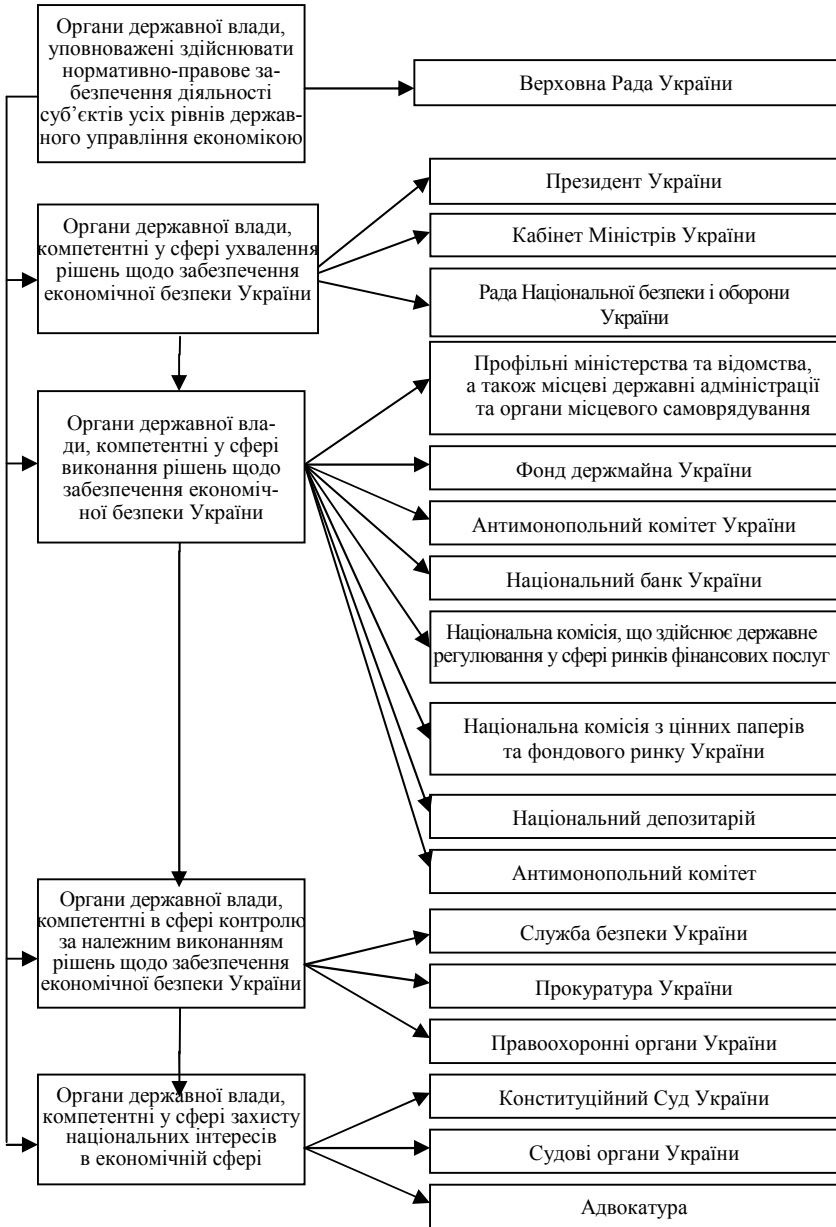 Органи державної влади,
уповноважені здійснювати
нормативно-правове за-
безпечення діяльності
суб’єктів усіх рівнів держав-
ного управління економікою
Верховна Рада України
Органи державної влади,
компетентні у сфері ухвалення
рішень щодо забезпечення
економічної безпеки України
Президент України
Кабінет Міністрів України
Рада Національної безпеки і оборони
України
Органи державної вла-
ди, компетентні у сфері
виконання рішень щодо
забезпечення економіч-
ної безпеки України
Профільні міністерства та відомства,
а також місцеві державні адміністрації
та органи місцевого самоврядування
Фонд держмайна України
Антимонопольний комітет України
Національний банк України
Національна комісія, що здійснює державне
регулювання у сфері ринків фінансових послуг
Національна комісія з цінних паперів
та фондового ринку України
Національний депозитарій
Антимонопольний комітет
Органи державної влади,
компетентні в сфері контролю
за належним виконанням
рішень щодо забезпечення
економічної безпеки України
Служба безпеки України
Прокуратура України
Правоохоронні органи України
Органи державної влади,
компетентні у сфері захисту
національних інтересів
в економічній сфері
Конституційний Суд України
Судові органи України
Адвокатура